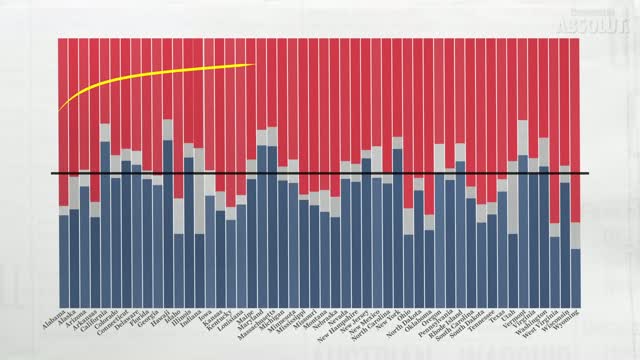 Presented by
ABSOLUT.
Alabama
Alaska
Arizona
Arkansas
California
Colorado
Connecticut
Delaware
Florida
Georgia
Hawaii
Idaho
Illinois
Indiana
Iowa
Kansas
Kentucky
Louisiana
Maine
Maryland
Massachusetts
Michigan
Minnesota
Mississippi
Missouri
Montana
Nebraska
Nevada
New Hampshire
New Jersey
New Mexico
North Carolina
New York
Ohio
North Dakota
Oklahoma
Oregon
Pennsylvania
Rhode Island
South Carolina
South Dakota
Tennessee
Texas
Utah
Vermont
Virginia
Washington
West Virginia
Wisconsin
Wyoming